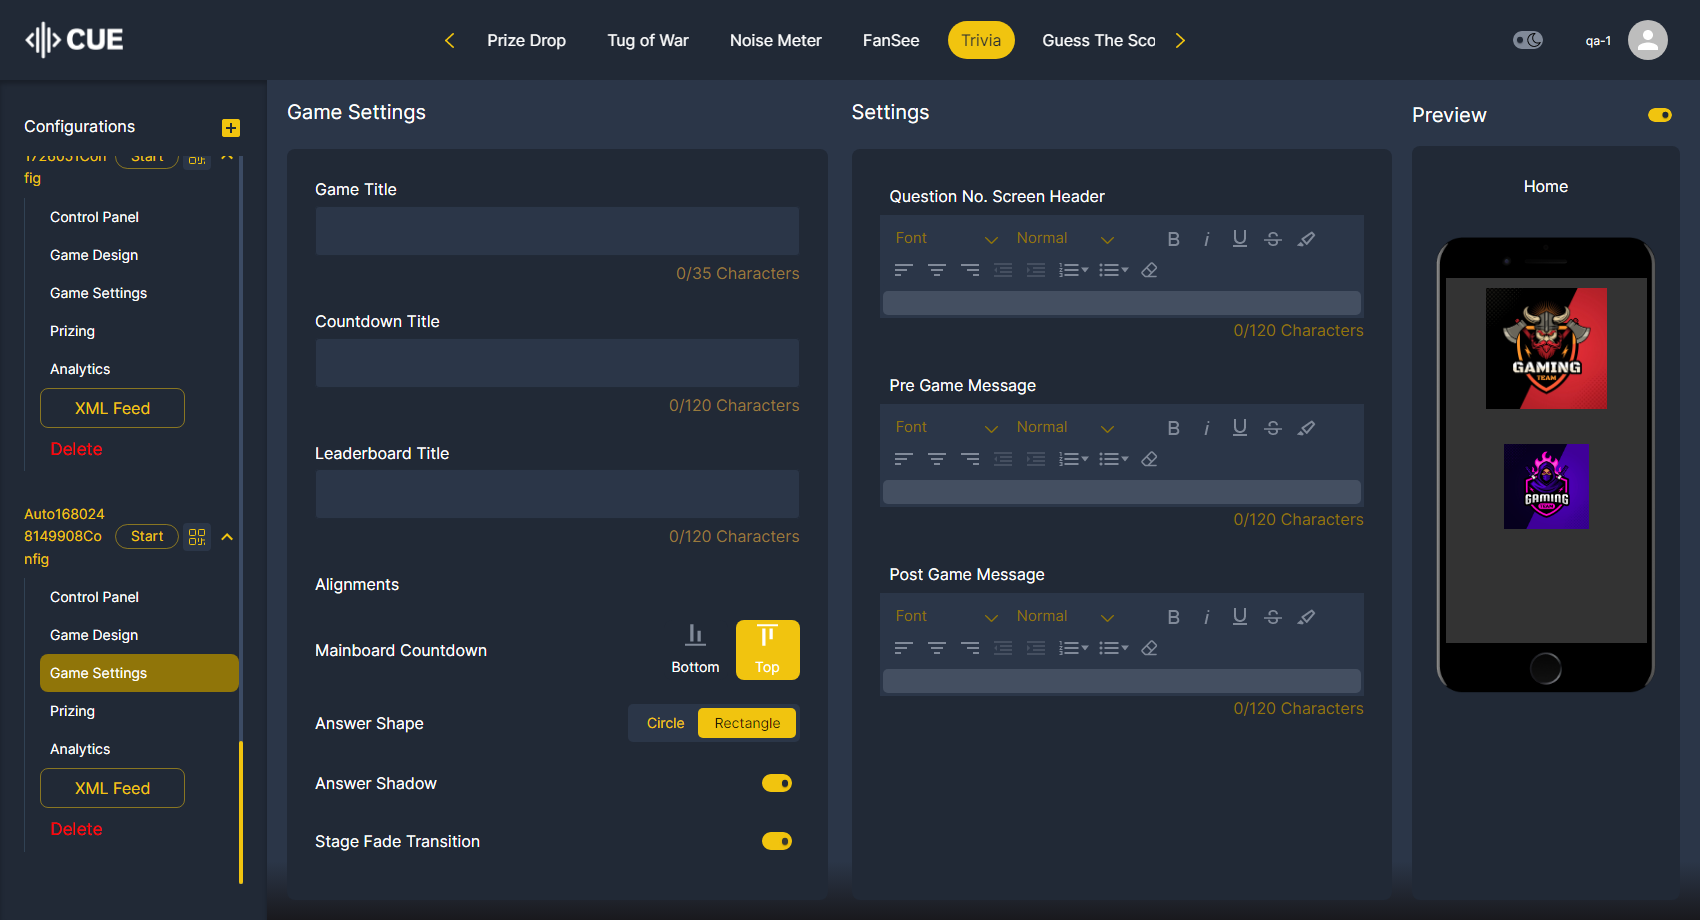 CUE
Prize Drop
Tug of War
Noise Meter
FanSee
Trivia
Guess The Sco
qa-1
Configurations
1726051Con
fig
Start
Control Panel
Game Design
Game Settings
Prizing
Analytics
XML Feed
Delete
Auto168024
8149908Co
nfig
Start
Control Panel
Game Design
Game Settings
Prizing
Analytics
XML Feed
Delete
Game Settings
Game Title
0/35 Characters
Countdown Title
0/120 Characters
Leaderboard Title
0/120 Characters
Alignments
Mainboard Countdown
Bottom
Top
Answer Shape
Circle
Rectangle
Answer Shadow
Stage Fade Transition
Settings
Question No. Screen Header
Font
Normal
0/120 Characters
Pre Game Message
Font
Normal
0/120 Characters
Post Game Message
Font
Normal
0/120 Characters
Preview
Home
GAMING
TEAM
GAMING
TEAM